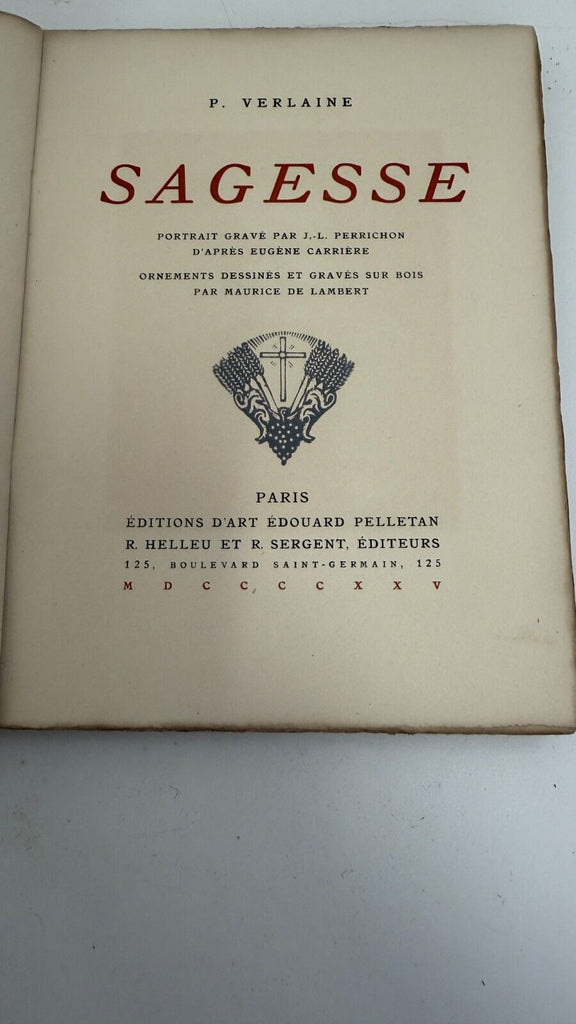 P. VERLAINE
SAGESSE
PORTRAIT GRAVÉ PAR J.-L. PERRICHON
D'APRÈS EUGÈNE CARRIÈRE
ORNEMENTS DESSINÉS ET GRAVÉS SUR BOIS
PAR MAURICE DE LAMBERT
PARIS
ÉDITIONS D'ART ÉDOUARD PELLETAN
R. HELLEU ET R. SERGENT, ÉDITEURS
125, BOULEVARD SAINT-GERMAIN, 125
M D C C C C X X V